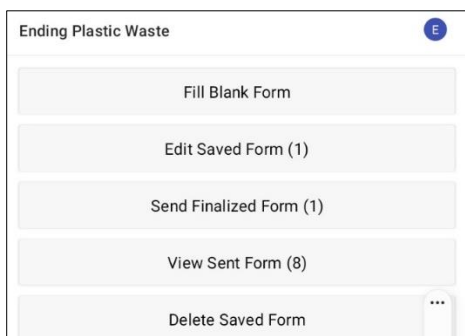 Ending Plastic Waste E
Fill Blank Form
Edit Saved Form (1)
Send Finalized Form (1)
View Sent Form (8)
Delete Saved Form